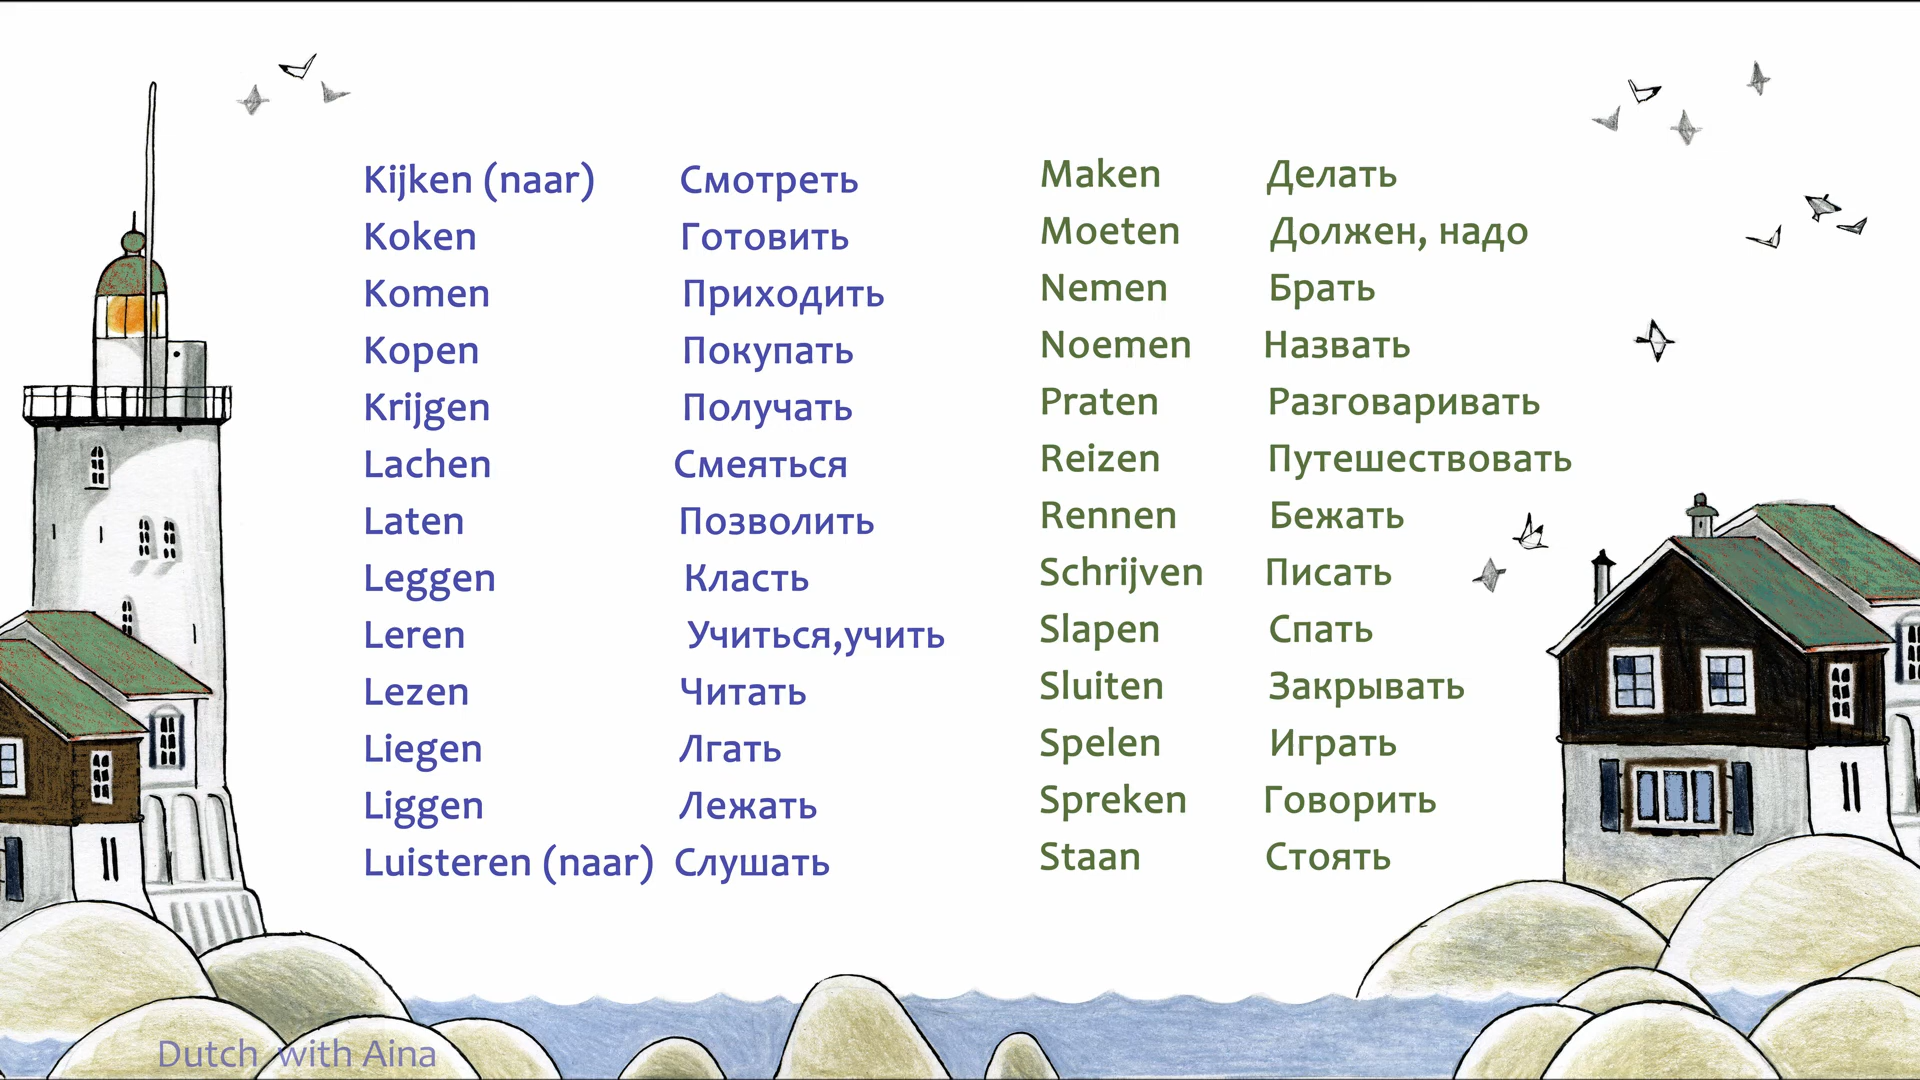 Kijken (naar) Смотреть
Koken Готовить
Komen Приходить
Kopen Покупать
Krijgen Получать
Lachen Смеяться
Laten Позволить
Leggen Класть
Leren Учиться,учить
Lezen Читать
Liegen Лгать
Liggen Лежать
Luisteren (naar) Слушать
Maken Делать
Moeten Должен, надо
Nemen Брать
Noemen Назвать
Praten Разговаривать
Reizen Путешествовать
Rennen Бежать
Schrijven Писать
Slapen Спать
Sluiten Закрывать
Spelen Играть
Spreken Говорить
Staan Стоять
Dutch with Aina